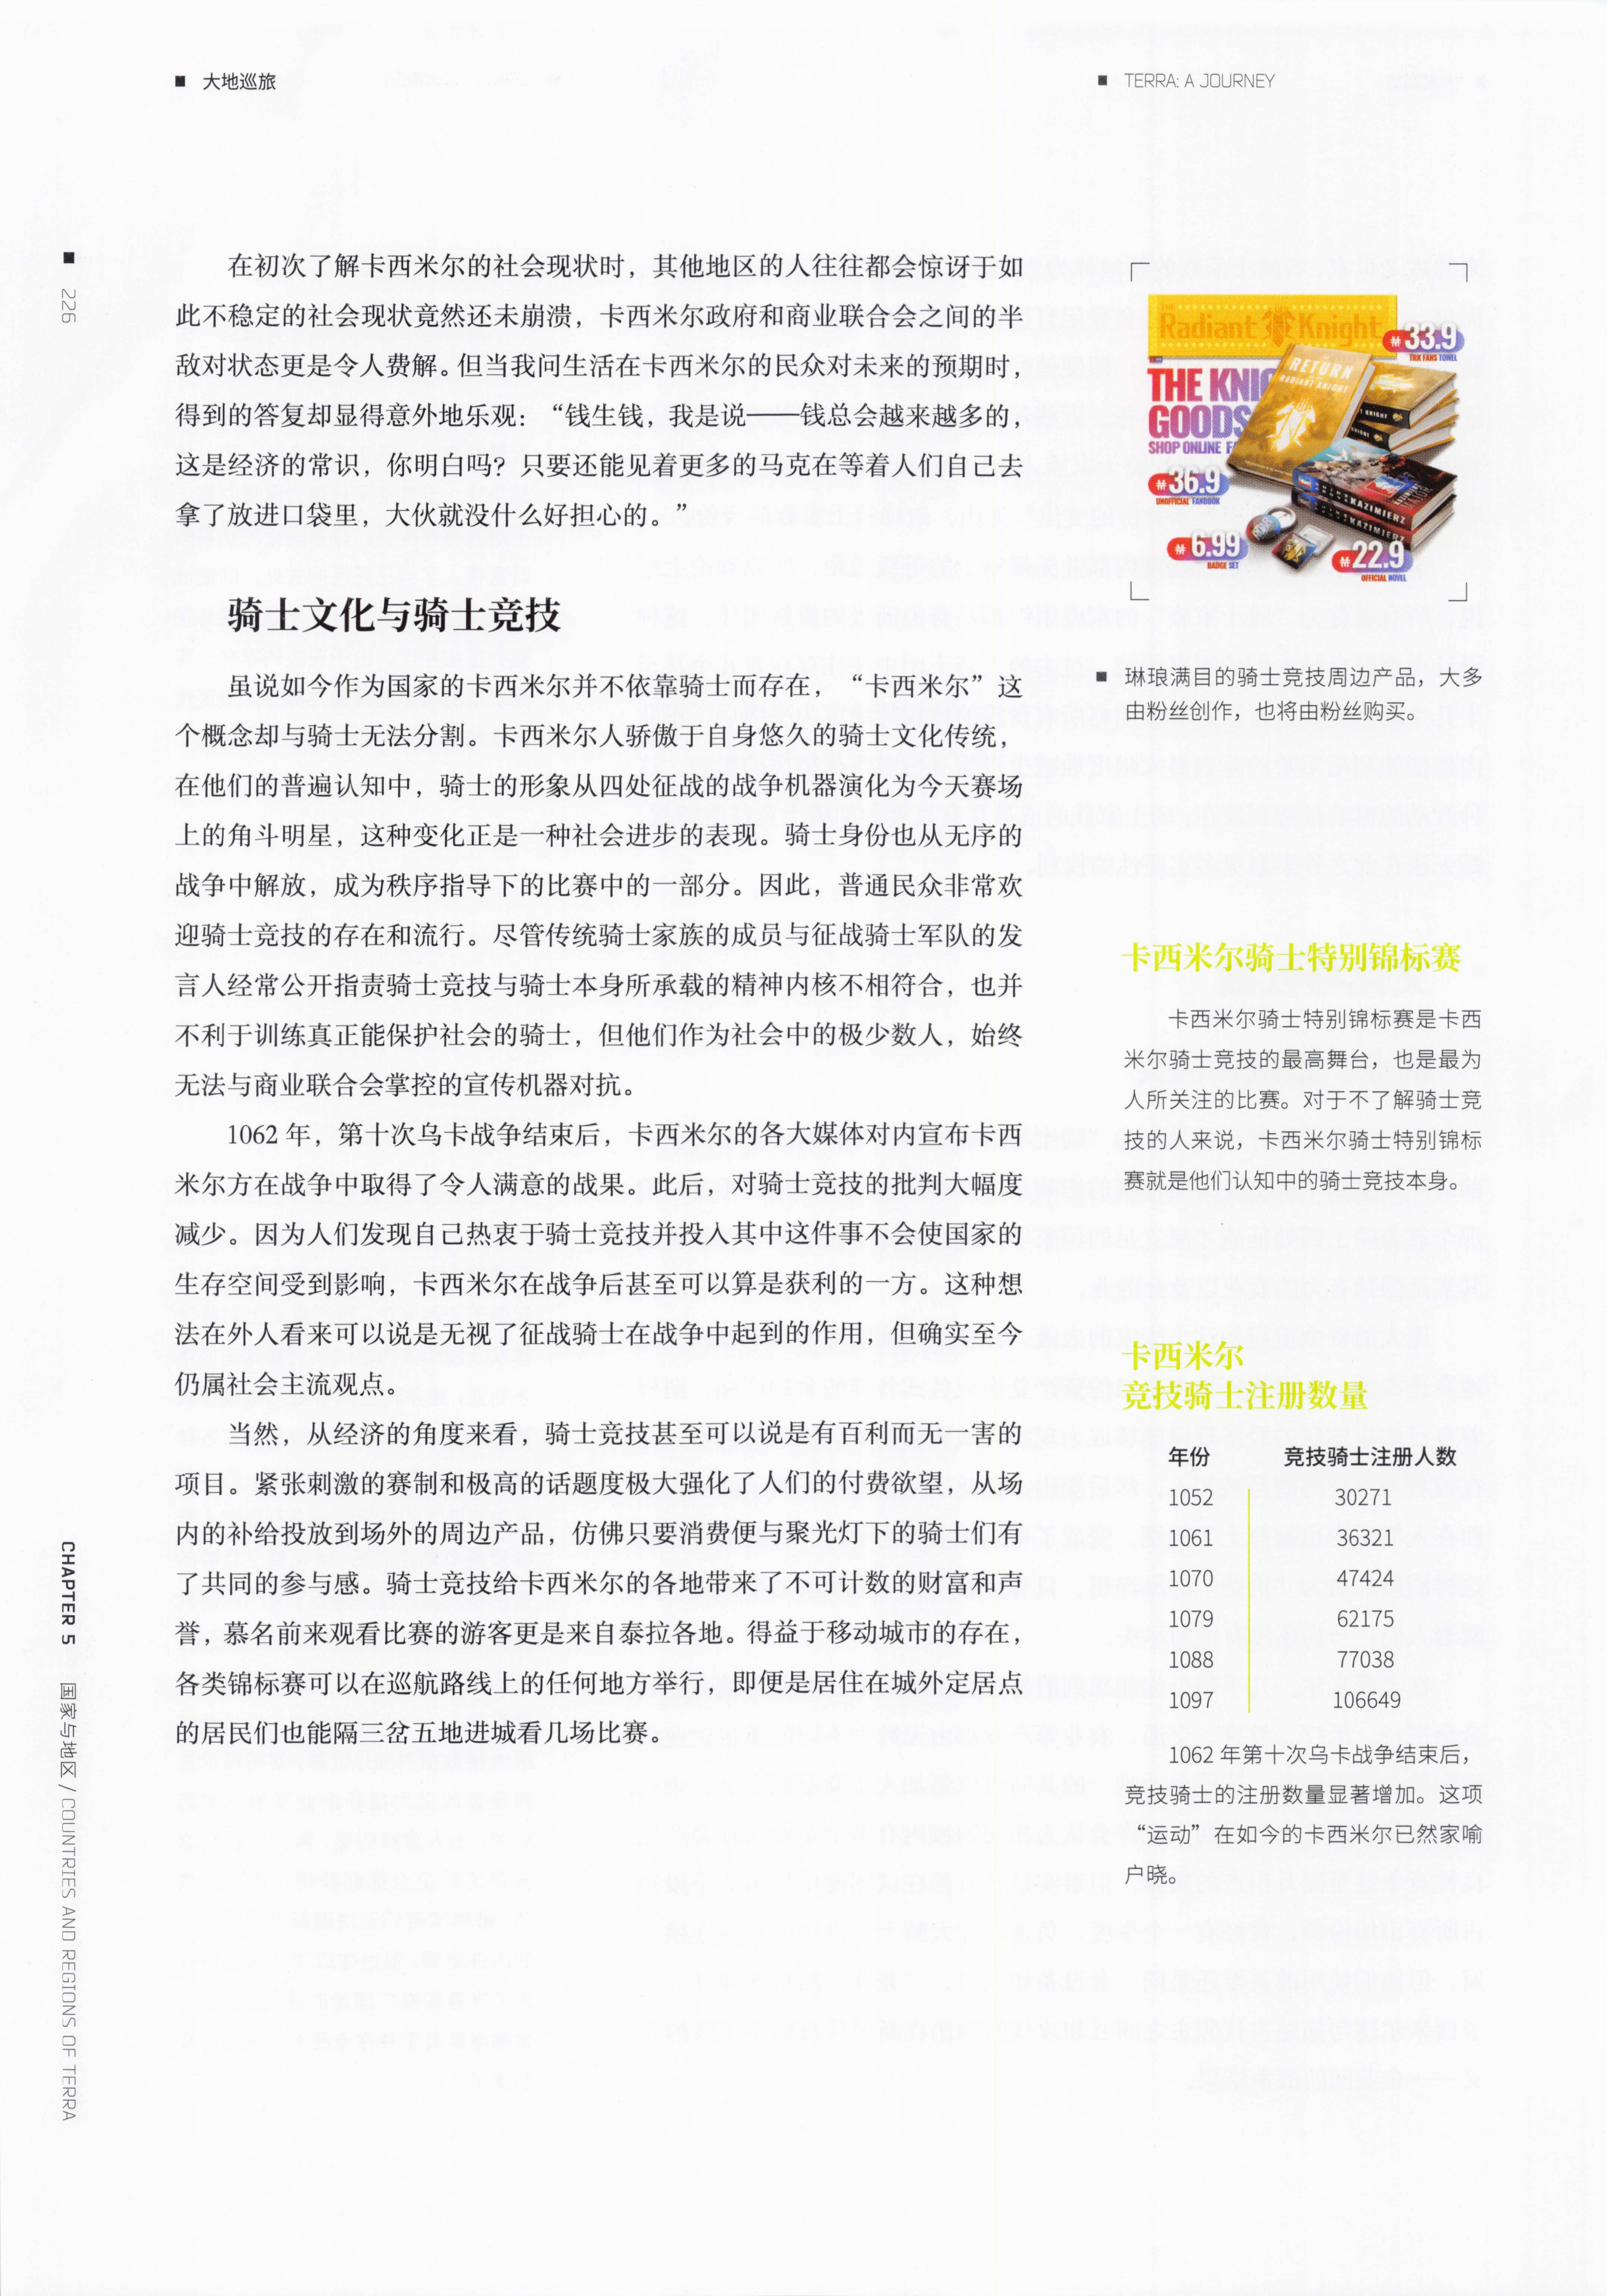 大地巡旅
TERRA: A JOURNEY
226
在初次了解卡西米尔的社会现状时，其他地区的人往往都会惊讶于如
此不稳定的社会现状竟然还未崩溃，卡西米尔政府和商业联合会之间的半
敌对状态更是令人费解。但当我问生活在卡西米尔的民众对未来的预期时，
得到的答复却显得意外地乐观：“钱生钱，我是说——钱总会越来越多的，
这是经济的常识，你明白吗？只要还能见着更多的马克在等着人们自己去
拿了放进口袋里，大伙就没什么好担心的。”
骑士文化与骑士竞技
虽说如今作为国家的卡西米尔并不依靠骑士而存在，“卡西米尔”这
个概念却与骑士无法分割。卡西米尔人骄傲于自身悠久的骑士文化传统，
在他们的普遍认知中，骑士的形象从四处征战的战争机器演化为今天赛场
上的角斗明星，这种变化正是一种社会进步的表现。骑士身份也从无序的
战争中解放，成为秩序指导下的比赛中的一部分。因此，普通民众非常欢
迎骑士竞技的存在和流行。尽管传统骑士家族的成员与征战骑士军队的发
言人经常公开指责骑士竞技与骑士本身所承载的精神内核不相符合，也并
不利于训练真正能保护社会的骑士，但他们作为社会中的极少数人，始终
无法与商业联合会掌控的宣传机器对抗。
1062 年，第十次乌卡战争结束后，卡西米尔的各大媒体对内宣布卡西
米尔方在战争中取得了令人满意的战果。此后，对骑士竞技的批判大幅度
减少。因为人们发现自己热衷于骑士竞技并投入其中这件事不会使国家的
生存空间受到影响，卡西米尔在战争后甚至可以算是获利的一方。这种想
法在外人看来可以说是无视了征战骑士在战争中起到的作用，但确实至今
仍属社会主流观点。
当然，从经济的角度来看，骑士竞技甚至可以说是有百利而无一害的
项目。紧张刺激的赛制和极高的话题度极大强化了人们的付费欲望，从场
内的补给投放到场外的周边产品，仿佛只要消费便与聚光灯下的骑士们有
了共同的参与感。骑士竞技给卡西米尔的各地带来了不可计数的财富和声
誉，慕名前来观看比赛的游客更是来自泰拉各地。得益于移动城市的存在，
各类锦标赛可以在巡航路线上的任何地方举行，即便是居住在城外定居点
的居民们也能隔三岔五地进城看几场比赛。
Radiant Knight
33.9
TRK FANS TOWEL
RETURN
RADIANT KNIGHT
THE KNI
GOODS
SHOP ONLINE F
KNIGHT
KNIGHT
36.9
UNOFFICIAL FANBOOK
KAZIMIERZ
KAZIMIERZ
6.99
BADGE SET
22.9
OFFICIAL NOVEL
琳琅满目的骑士竞技周边产品，大多
由粉丝创作，也将由粉丝购买。
卡西米尔骑士特别锦标赛
卡西米尔骑士特别锦标赛是卡西
米尔骑士竞技的最高舞台，也是最为
人所关注的比赛。对于不了解骑士竞
技的人来说，卡西米尔骑士特别锦标
赛就是他们认知中的骑士竞技本身。
卡西米尔
竞技骑士注册数量
年份 竞技骑士注册人数
1052 30271
1061 36321
1070 47424
1079 62175
1088 77038
1097 106649
1062 年第十次乌卡战争结束后，
竞技骑士的注册数量显著增加。这项
“运动”在如今的卡西米尔已然家喻
户晓。
CHAPTER 5 国家与地区 / COUNTRIES AND REGIONS OF TERRA